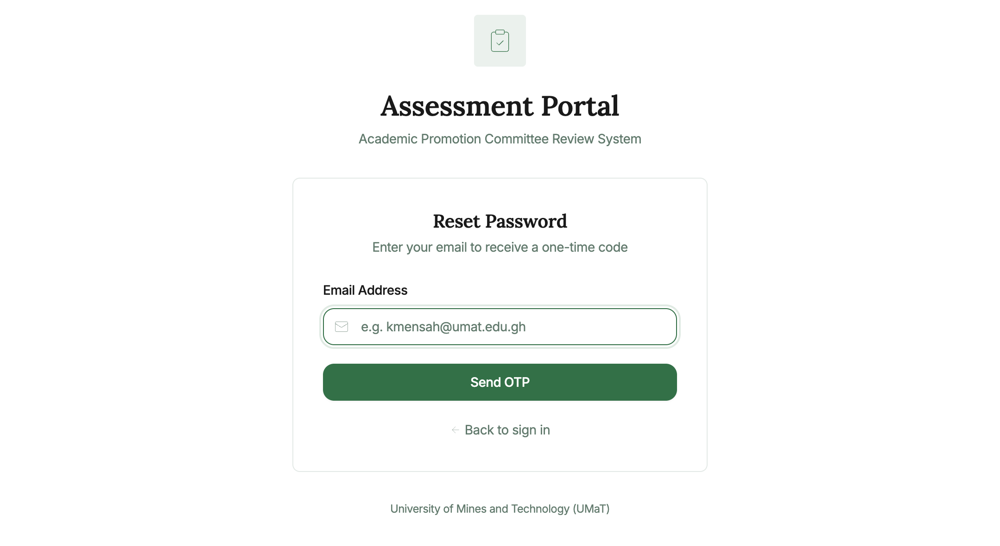 Assessment Portal
Academic Promotion Committee Review System
Reset Password
Enter your email to receive a one-time code
Email Address
e.g. kmensah@umat.edu.gh
Send OTP
← Back to sign in
University of Mines and Technology (UMaT)